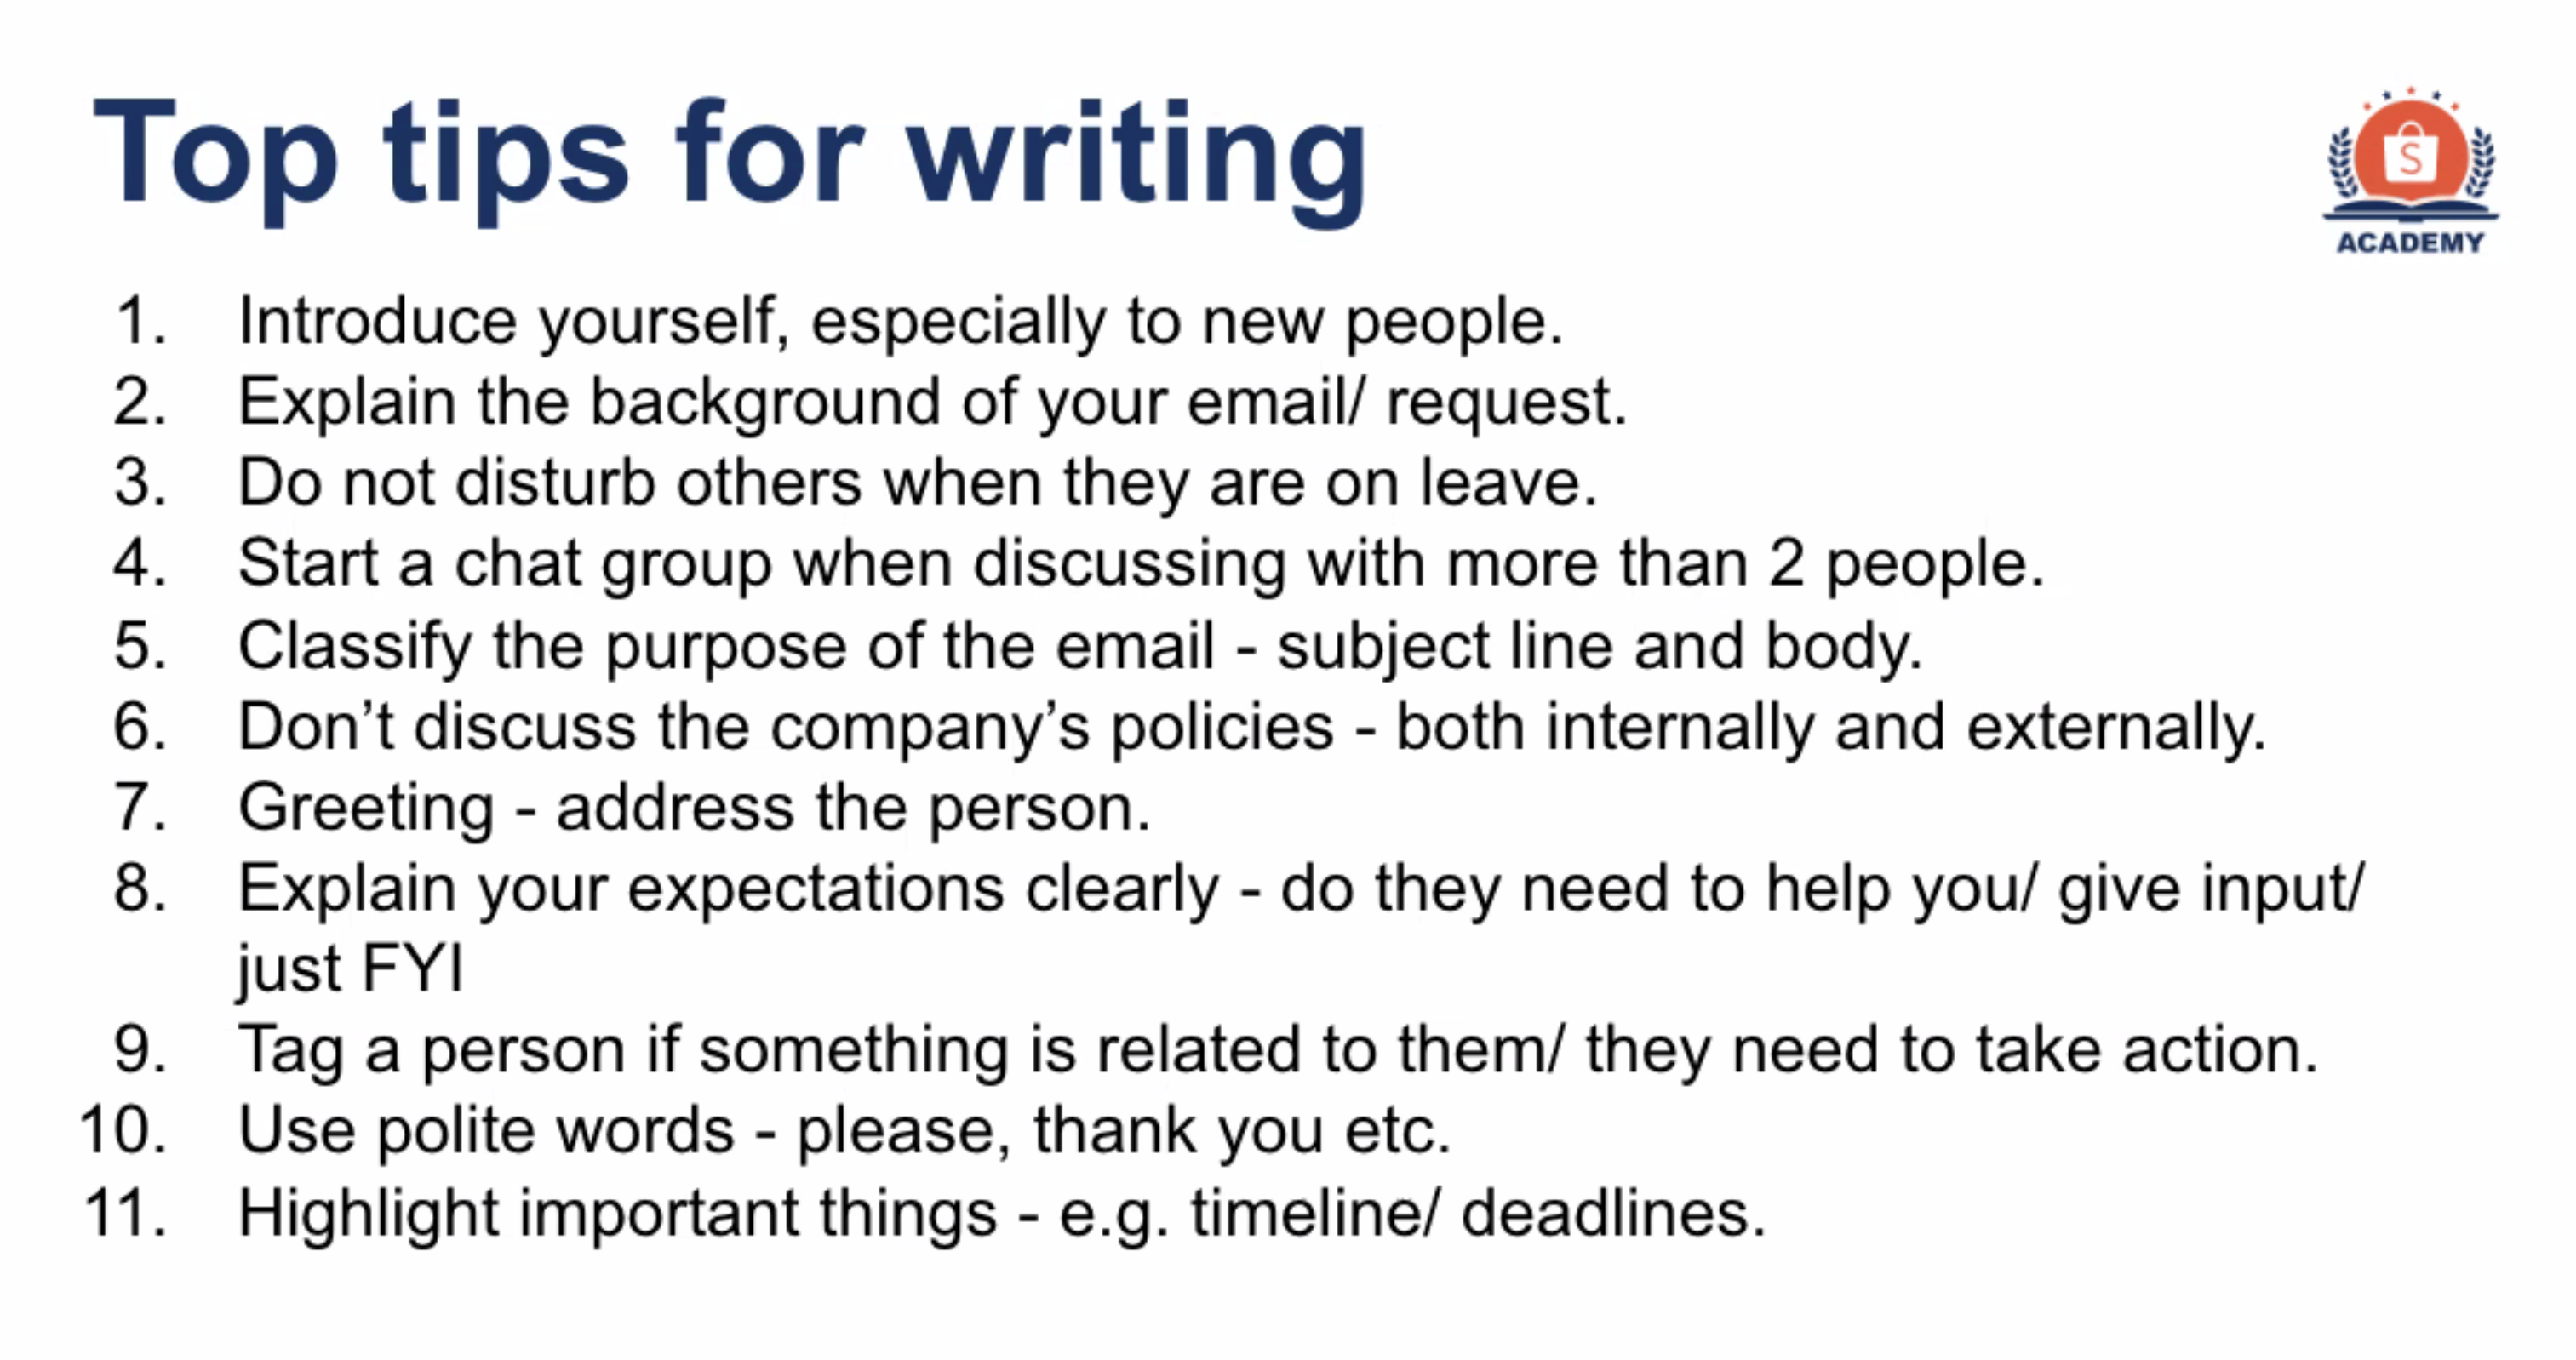 Top tips for writing
S
ACADEMY
1. Introduce yourself, especially to new people.
2. Explain the background of your email/ request.
3. Do not disturb others when they are on leave.
4. Start a chat group when discussing with more than 2 people.
5. Classify the purpose of the email - subject line and body.
6. Don’t discuss the company’s policies - both internally and externally.
7. Greeting - address the person.
8. Explain your expectations clearly - do they need to help you/ give input/
just FYI
9. Tag a person if something is related to them/ they need to take action.
10. Use polite words - please, thank you etc.
11. Highlight important things - e.g. timeline/ deadlines.